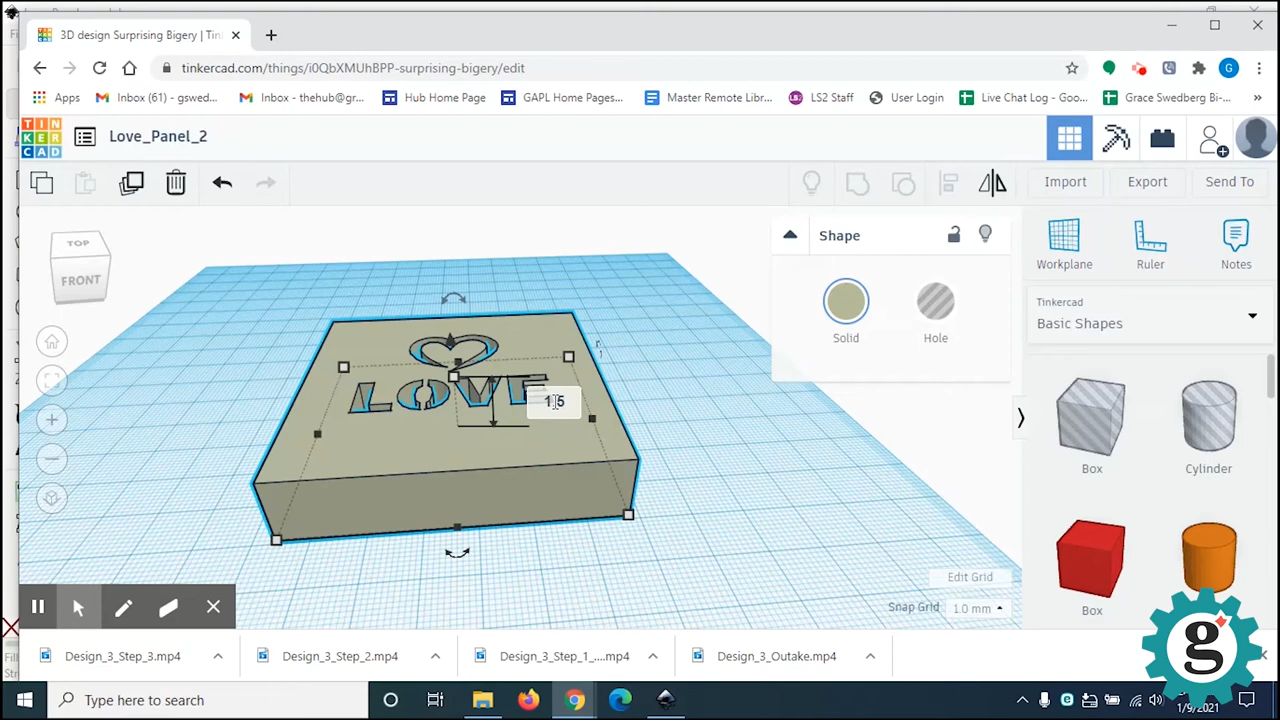 3D design Surprising Bigery | Tin
tinkercad.com/things/i0QbXMUhBPP-surprising-bigery/edit
G
Apps
Inbox (61) - gswed...
Inbox - thehub@gr...
Hub Home Page
GAPL Home Pages...
Master Remote Libr...
LS2 Staff
User Login
Live Chat Log - Goo...
Grace Swedberg Bi-...
»
TIN
KER
CAD
Love_Panel_2
Import
Export
Send To
TOP
FRONT
Shape
Solid
Hole
Workplane
Ruler
Notes
Tinkercad
Basic Shapes
Box
Cylinder
Box
LOVE
Edit Grid
Snap Grid
1.0 mm
g
Design_3_Step_3.mp4
Design_3_Step_2.mp4
Design_3_Step_1_....mp4
Design_3_Outake.mp4
Type here to search
1/9/2021